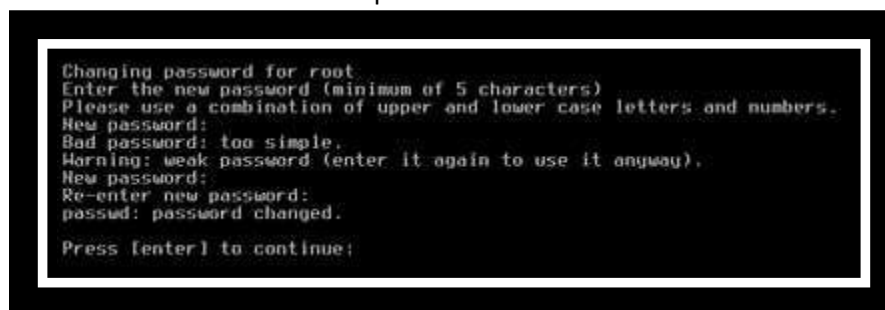 Changing password for root
Enter the new password (minimum of 5 characters)
Please use a combination of upper and lower case letters and numbers.
New password:
Bad password: too simple.
Warning: weak password (enter it again to use it anyway).
New password:
Re-enter new password:
passwd: password changed.
Press [enter] to continue: